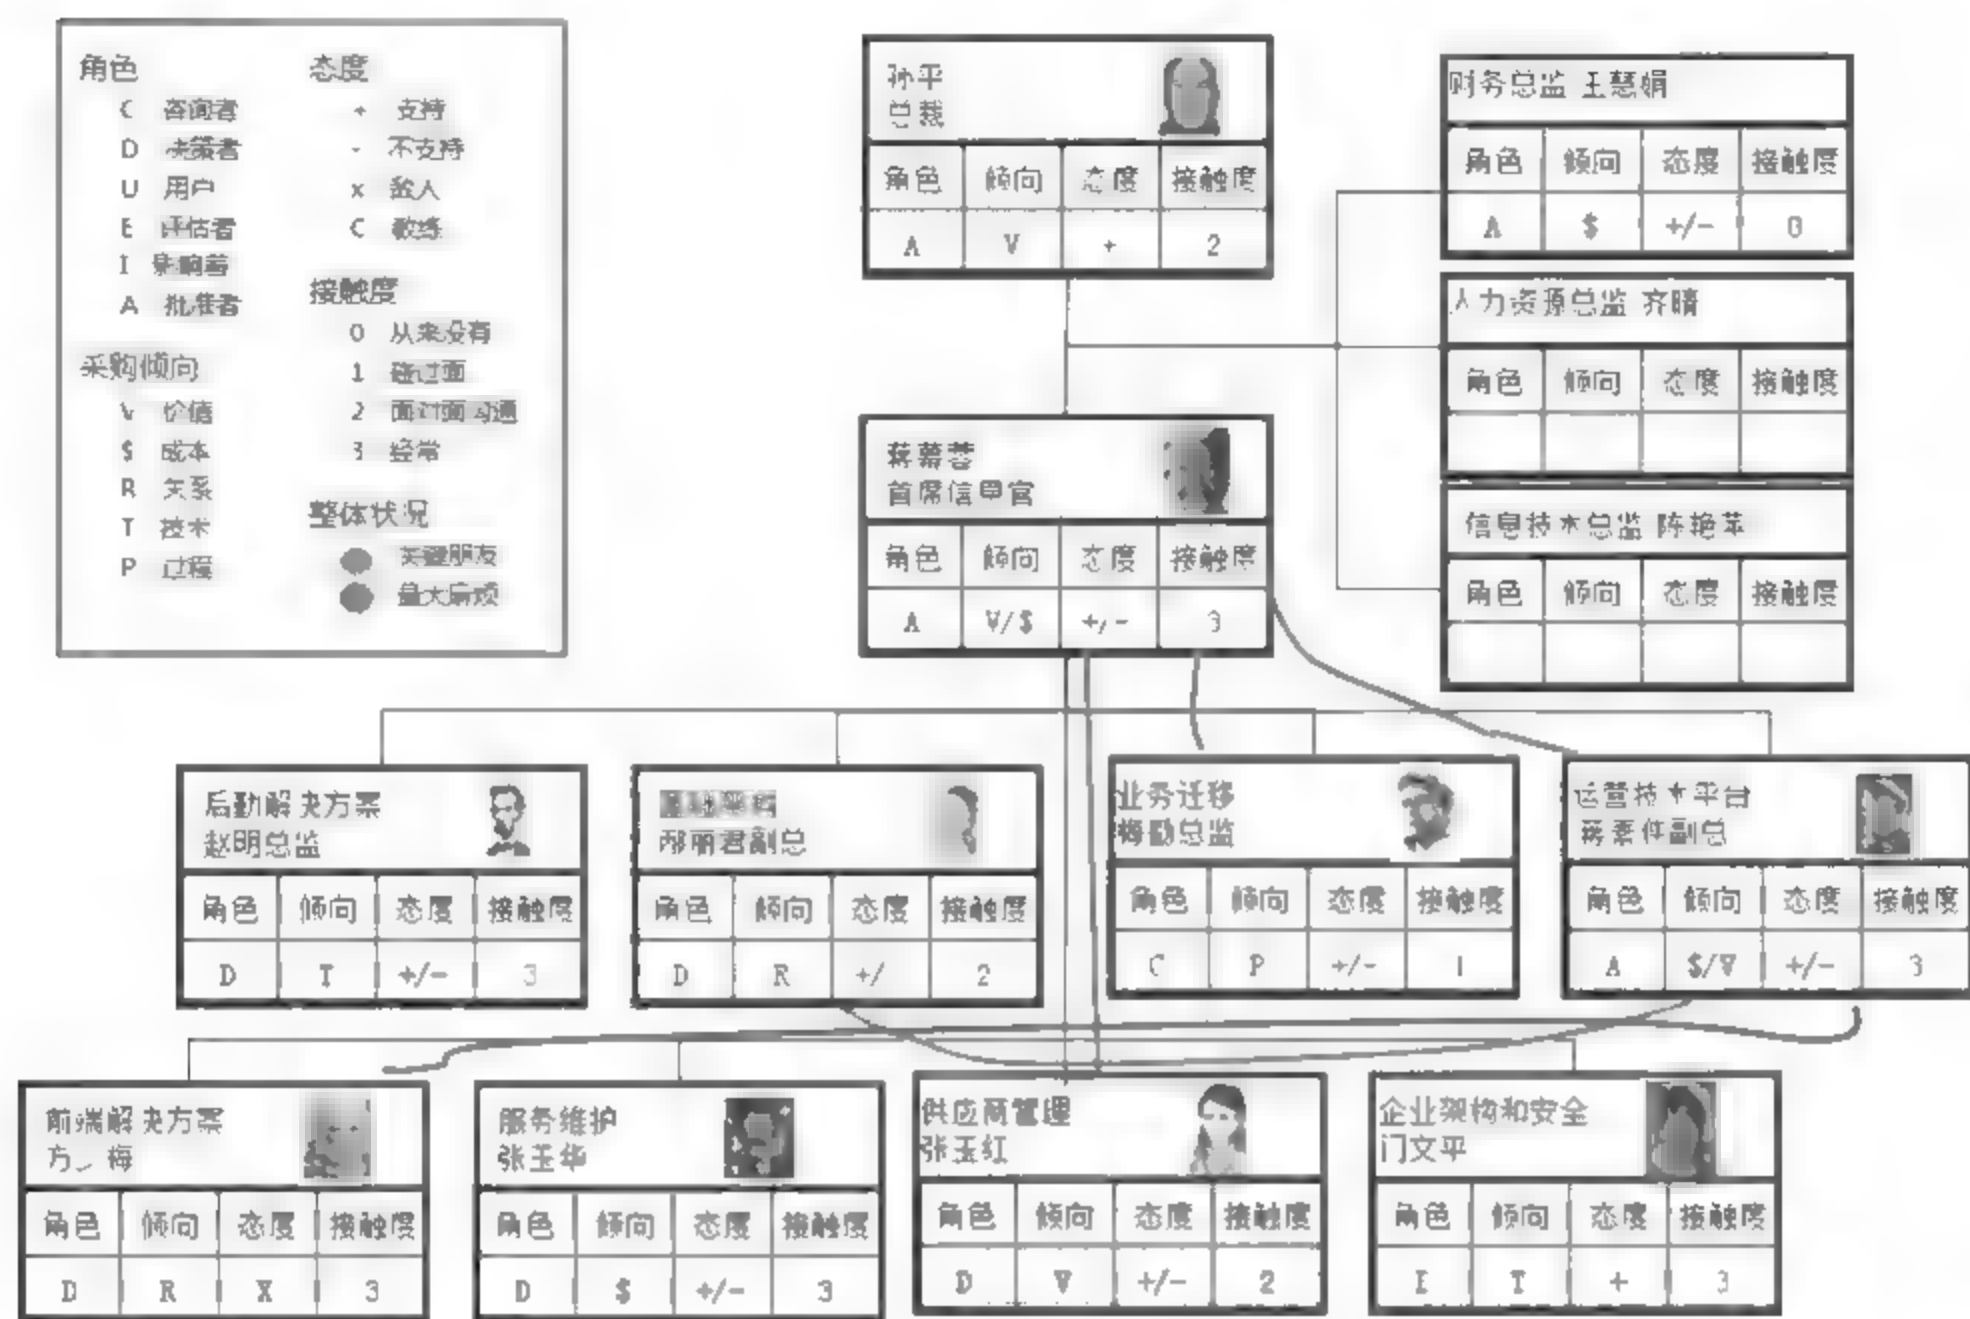 角色
C 咨询者
D 决策者
U 用户
E 评估者
I 影响着
A 批准者
采购倾向
V 价值
$ 成本
R 关系
T 技术
P 过程
态度
+ 支持
- 不支持
x 敌人
C 教练
接触度
0 从来没有
1 碰过面
2 面对面沟通
3 经常
整体状况
关键朋友
最大麻烦
孙平
总裁
角色 倾向 态度 接触度
A V + 2
财务总监 王慧娟
角色 倾向 态度 接触度
A $ +/- 0
人力资源总监 齐晴
角色 倾向 态度 接触度
信息技术总监 陈艳苹
角色 倾向 态度 接触度
蒋慕蓉
首席信息官
角色 倾向 态度 接触度
A V/$ +/- 3
后勤解决方案
赵明总监
角色 倾向 态度 接触度
D T +/- 3
邴丽君副总
角色 倾向 态度 接触度
D R +/ 2
业务迁移
梅勋总监
角色 倾向 态度 接触度
C P +/- 1
运营技术平台
蒋副总
角色 倾向 态度 接触度
A $/V +/- 3
前端解决方案
方 梅
角色 倾向 态度 接触度
D R X 3
服务维护
张玉华
角色 倾向 态度 接触度
D $ +/- 3
供应商管理
张玉红
角色 倾向 态度 接触度
D V +/- 2
企业架构和安全
门文平
角色 倾向 态度 接触度
I T + 3